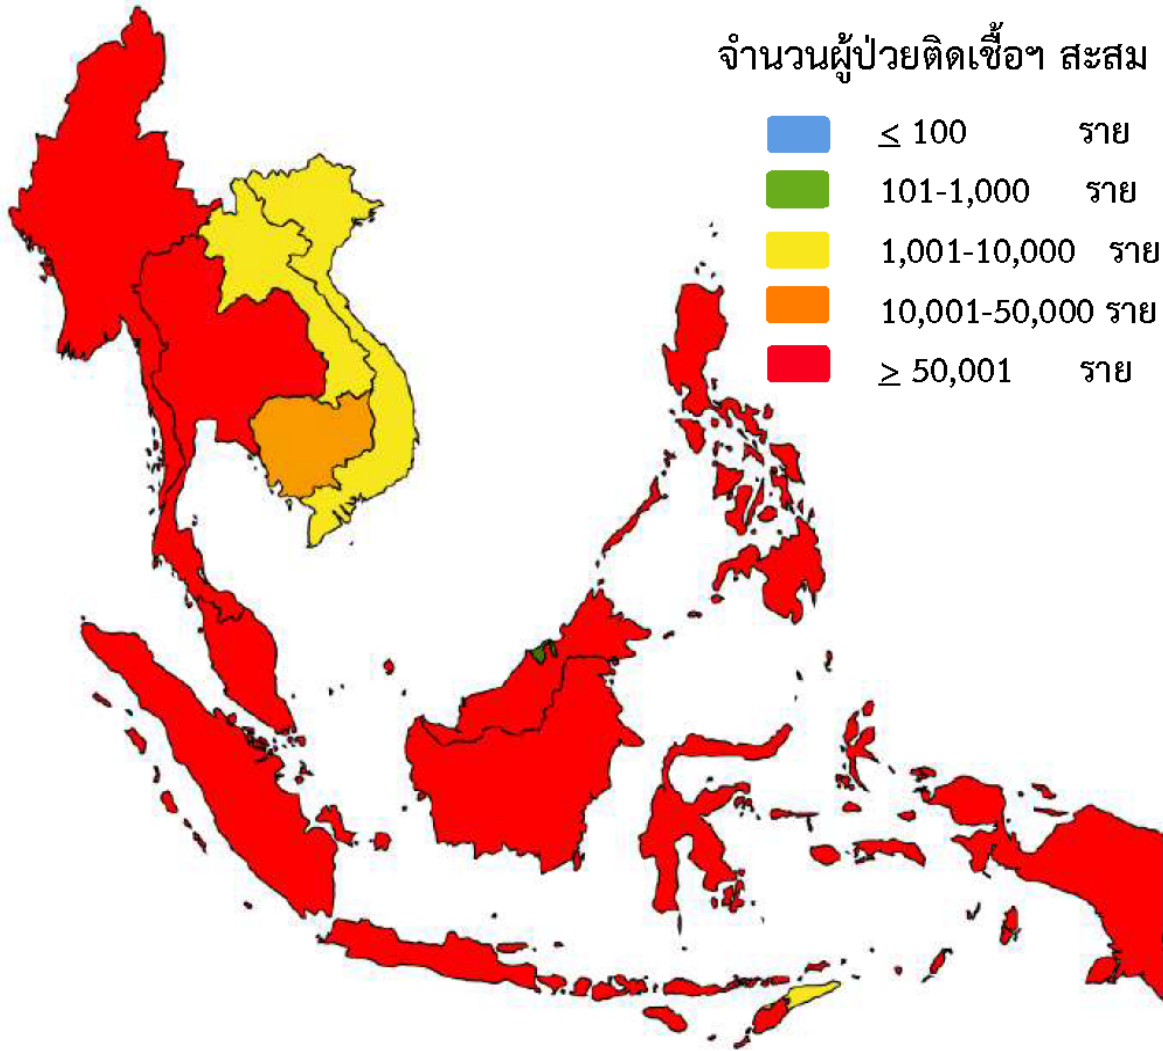 จำนวนผู้ป่วยติดเชื้อฯ สะสม
≤ 100 ราย
101-1,000 ราย
1,001-10,000 ราย
10,001-50,000 ราย
≥ 50,001 ราย